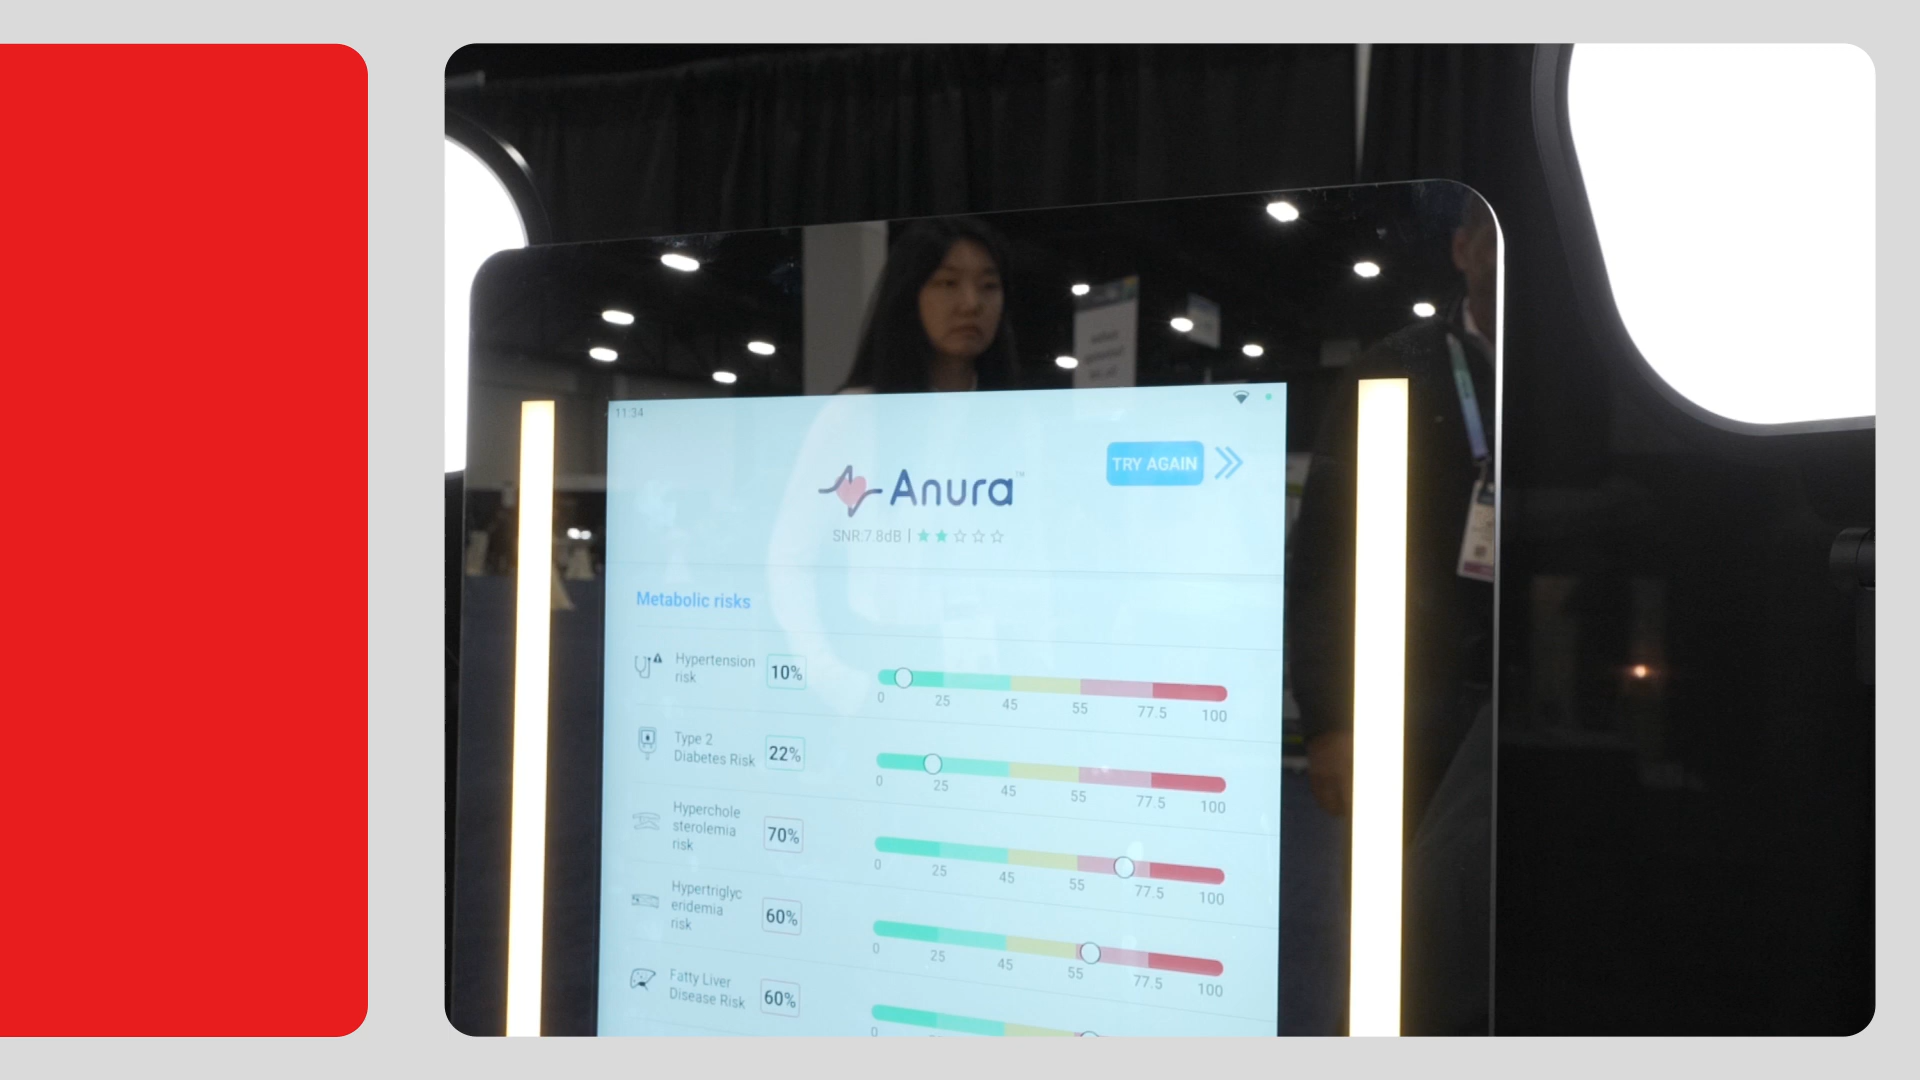 11:34
TRY AGAIN
Anura™
SNR:7.8dB |
Metabolic risks
Hypertension
risk
10%
0 25 45 55 77.5 100
Type 2
Diabetes Risk
22%
0 25 45 55 77.5 100
Hyperchole
sterolemia
risk
70%
0 25 45 55 77.5 100
Hypertriglyc
eridemia
risk
60%
0 25 45 55 77.5 100
Fatty Liver
Disease Risk
60%
0